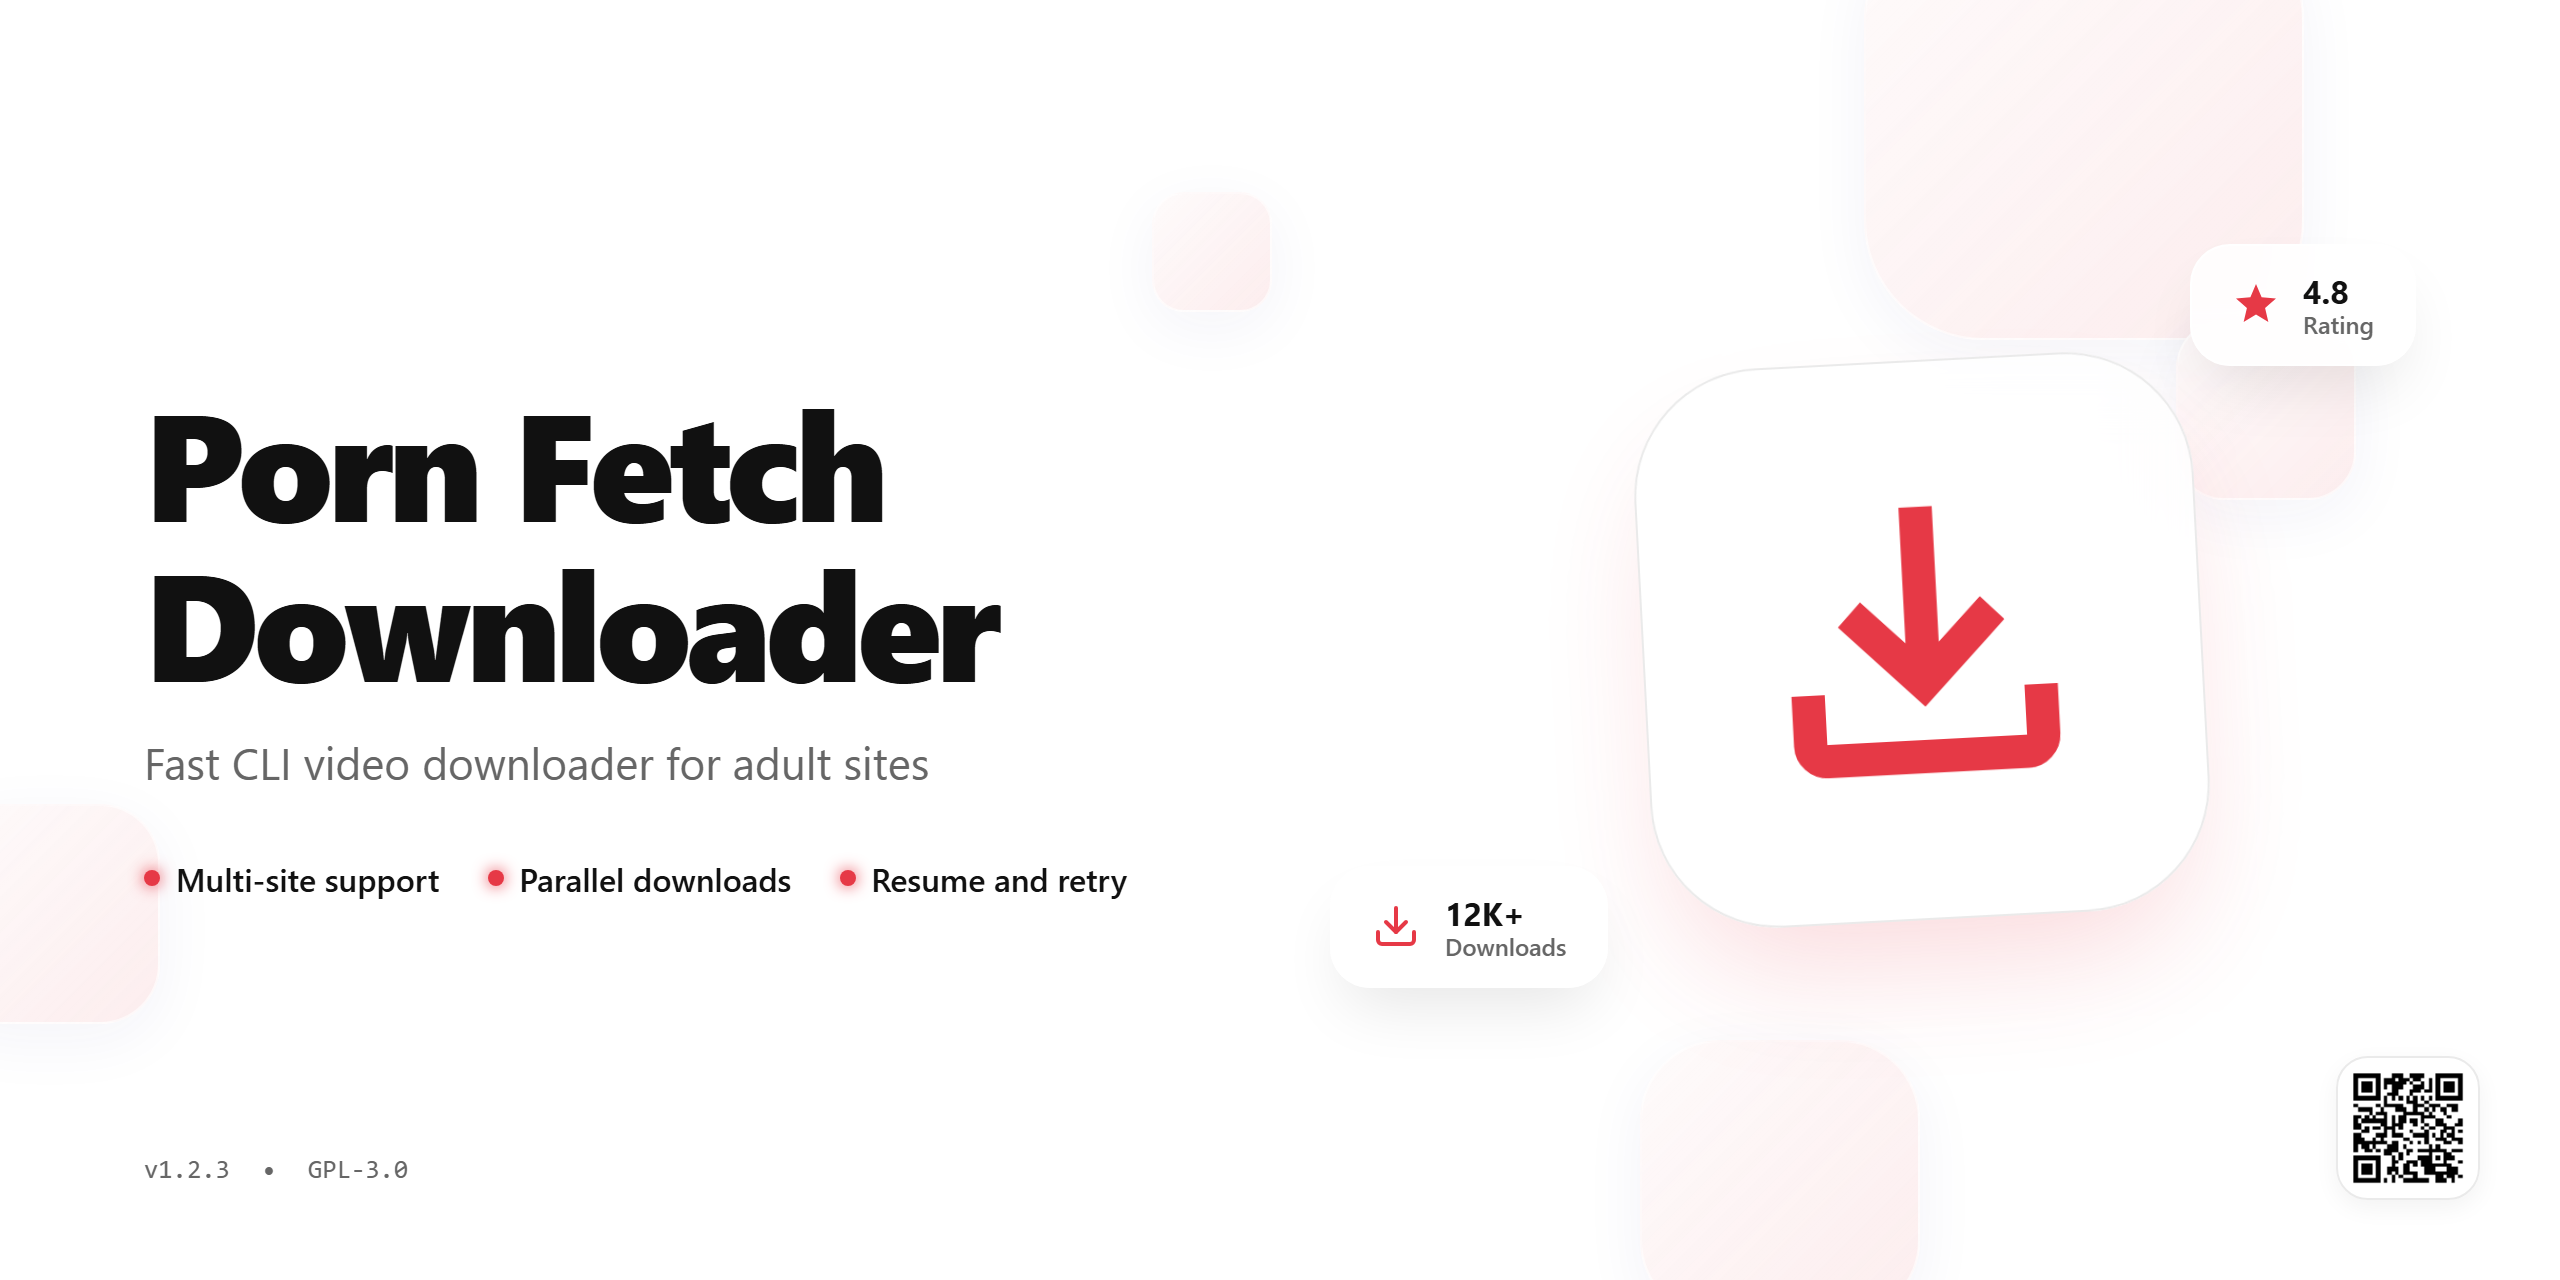 Porn Fetch
Downloader
Fast CLI video downloader for adult sites
Multi-site support
Parallel downloads
Resume and retry
4.8
Rating
12K+
Downloads
v1.2.3 • GPL-3.0